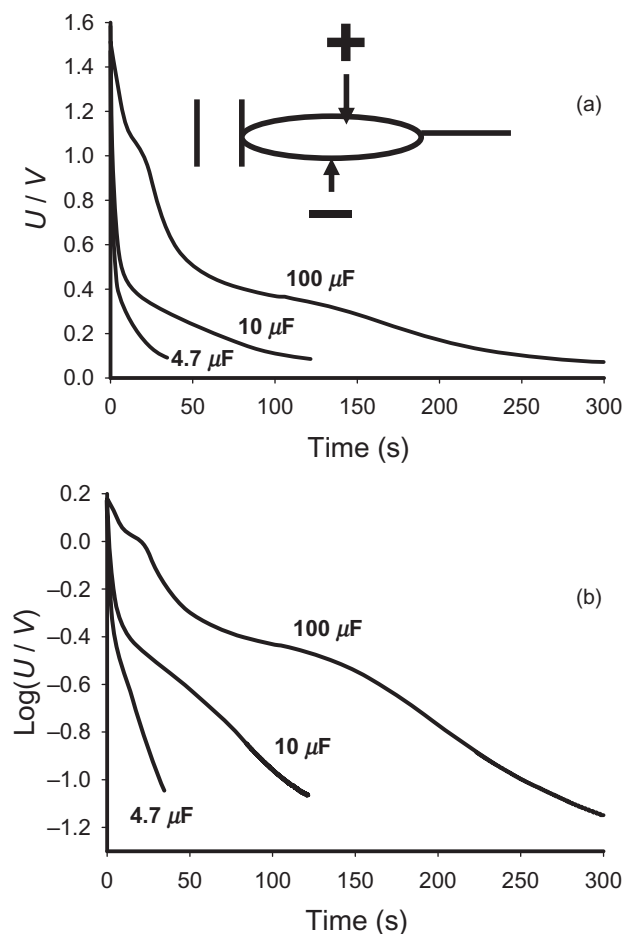 1.6
1.4
1.2
1.0
0.8
0.6
0.4
0.2
0.0
U / V
(a)
+
–
100 μF
10 μF
4.7 μF
0 50 100 150 200 250 300
Time (s)
0.2
0.0
–0.2
–0.4
–0.6
–0.8
–1.0
–1.2
Log(U / V)
(b)
100 μF
10 μF
4.7 μF
0 50 100 150 200 250 300
Time (s)